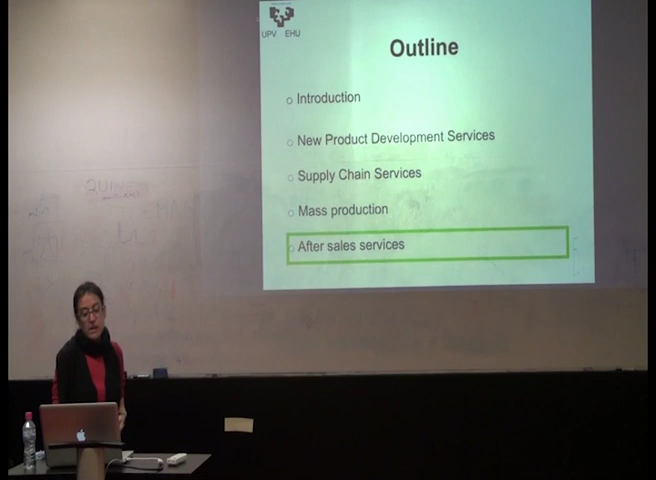 UPV EHU
Outline
Introduction
New Product Development Services
Supply Chain Services
Mass production
After sales services